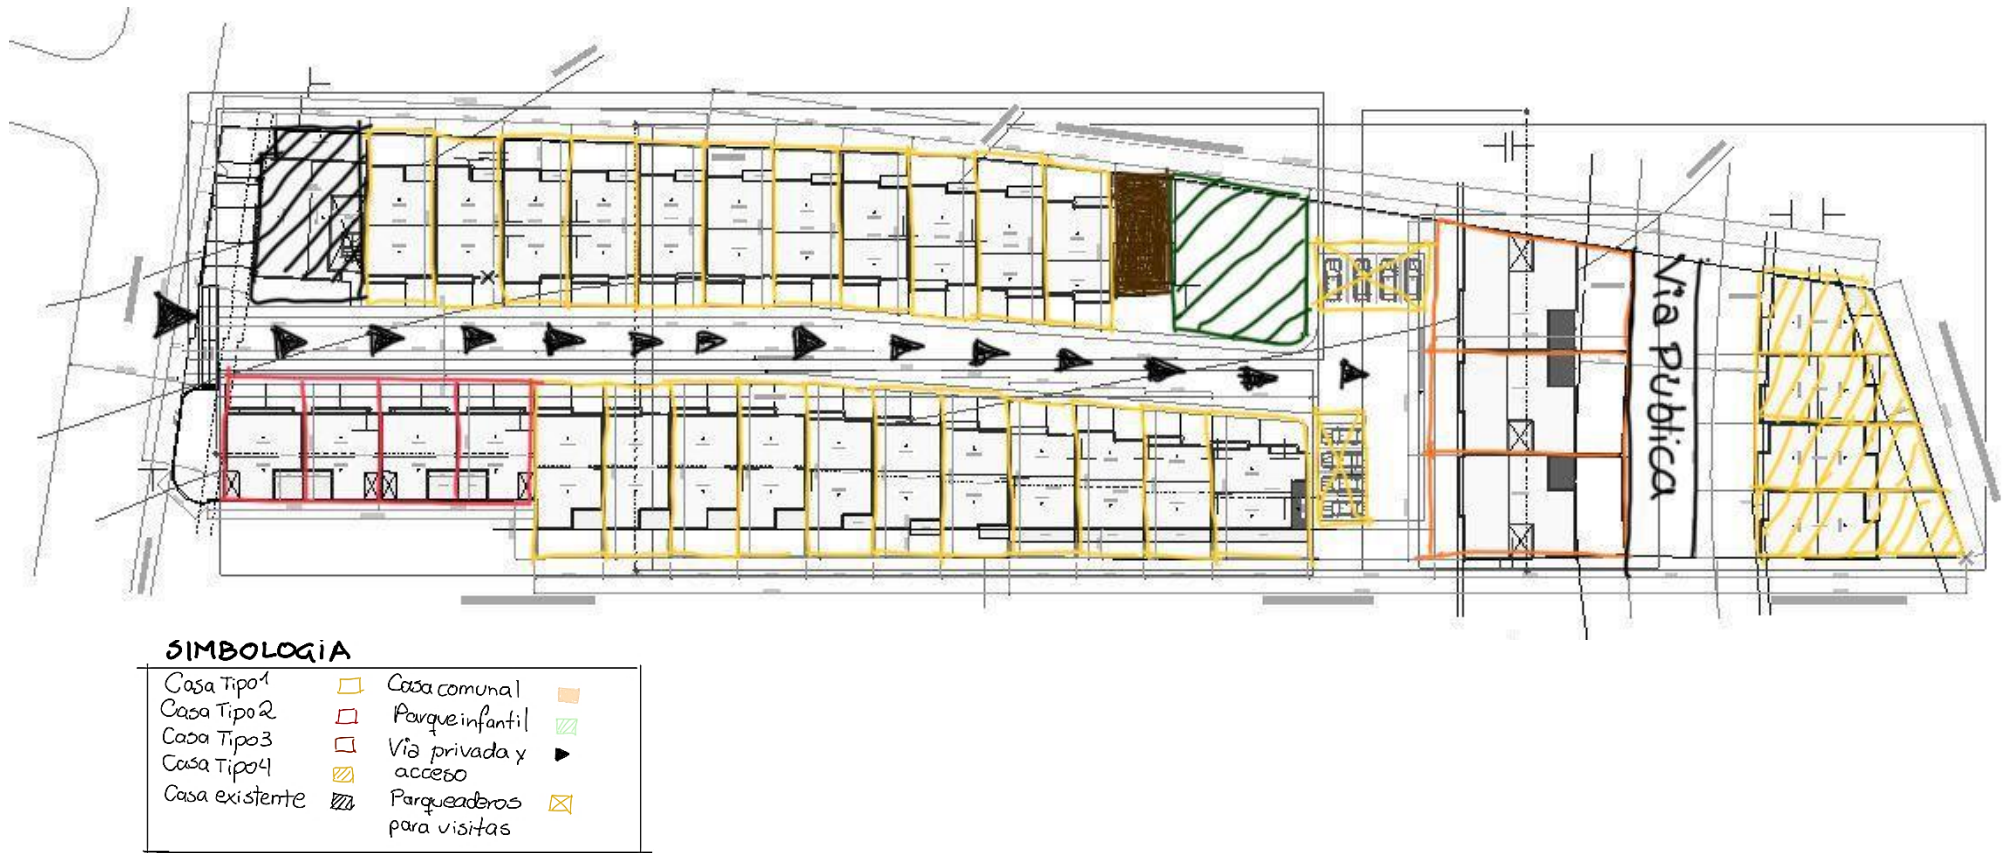 Via Publica
SIMBOLOGiA
Casa Tipo1
Casa Tipo2
Casa Tipo3
Casa Tipo4
Casa existente
Casa comunal
Parque infantil
Via privada y
acceso
Parqueaderos
para visitas